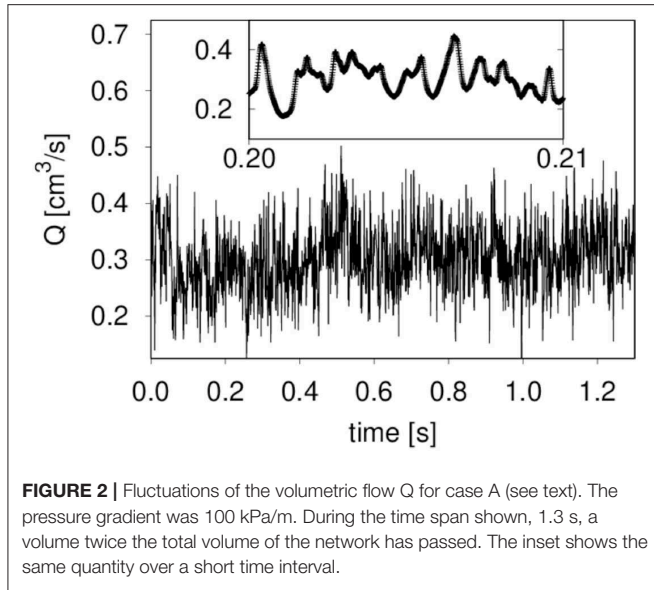 0.7
0.6
0.5
0.4
0.3
0.2
Q [cm³/s]
0.4
0.2
0.20 0.21
0.0 0.2 0.4 0.6 0.8 1.0 1.2
time [s]
FIGURE 2 | Fluctuations of the volumetric flow Q for case A (see text). The
pressure gradient was 100 kPa/m. During the time span shown, 1.3 s, a
volume twice the total volume of the network has passed. The inset shows the
same quantity over a short time interval.